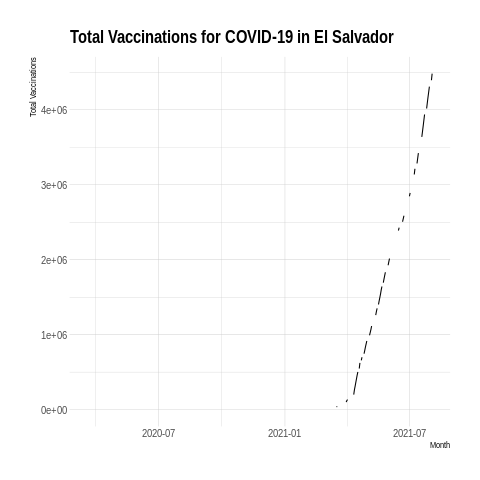 Total Vaccinations for COVID-19 in El Salvador
Total Vaccinations
4e+06
3e+06
2e+06
1e+06
0e+00
2020-07
2021-01
2021-07
Month